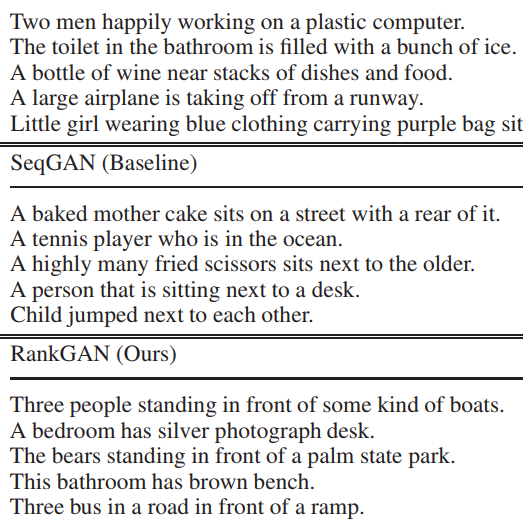 Two men happily working on a plastic computer.
The toilet in the bathroom is filled with a bunch of ice.
A bottle of wine near stacks of dishes and food.
A large airplane is taking off from a runway.
Little girl wearing blue clothing carrying purple bag sit
SeqGAN (Baseline)
A baked mother cake sits on a street with a rear of it.
A tennis player who is in the ocean.
A highly many fried scissors sits next to the older.
A person that is sitting next to a desk.
Child jumped next to each other.
RankGAN (Ours)
Three people standing in front of some kind of boats.
A bedroom has silver photograph desk.
The bears standing in front of a palm state park.
This bathroom has brown bench.
Three bus in a road in front of a ramp.